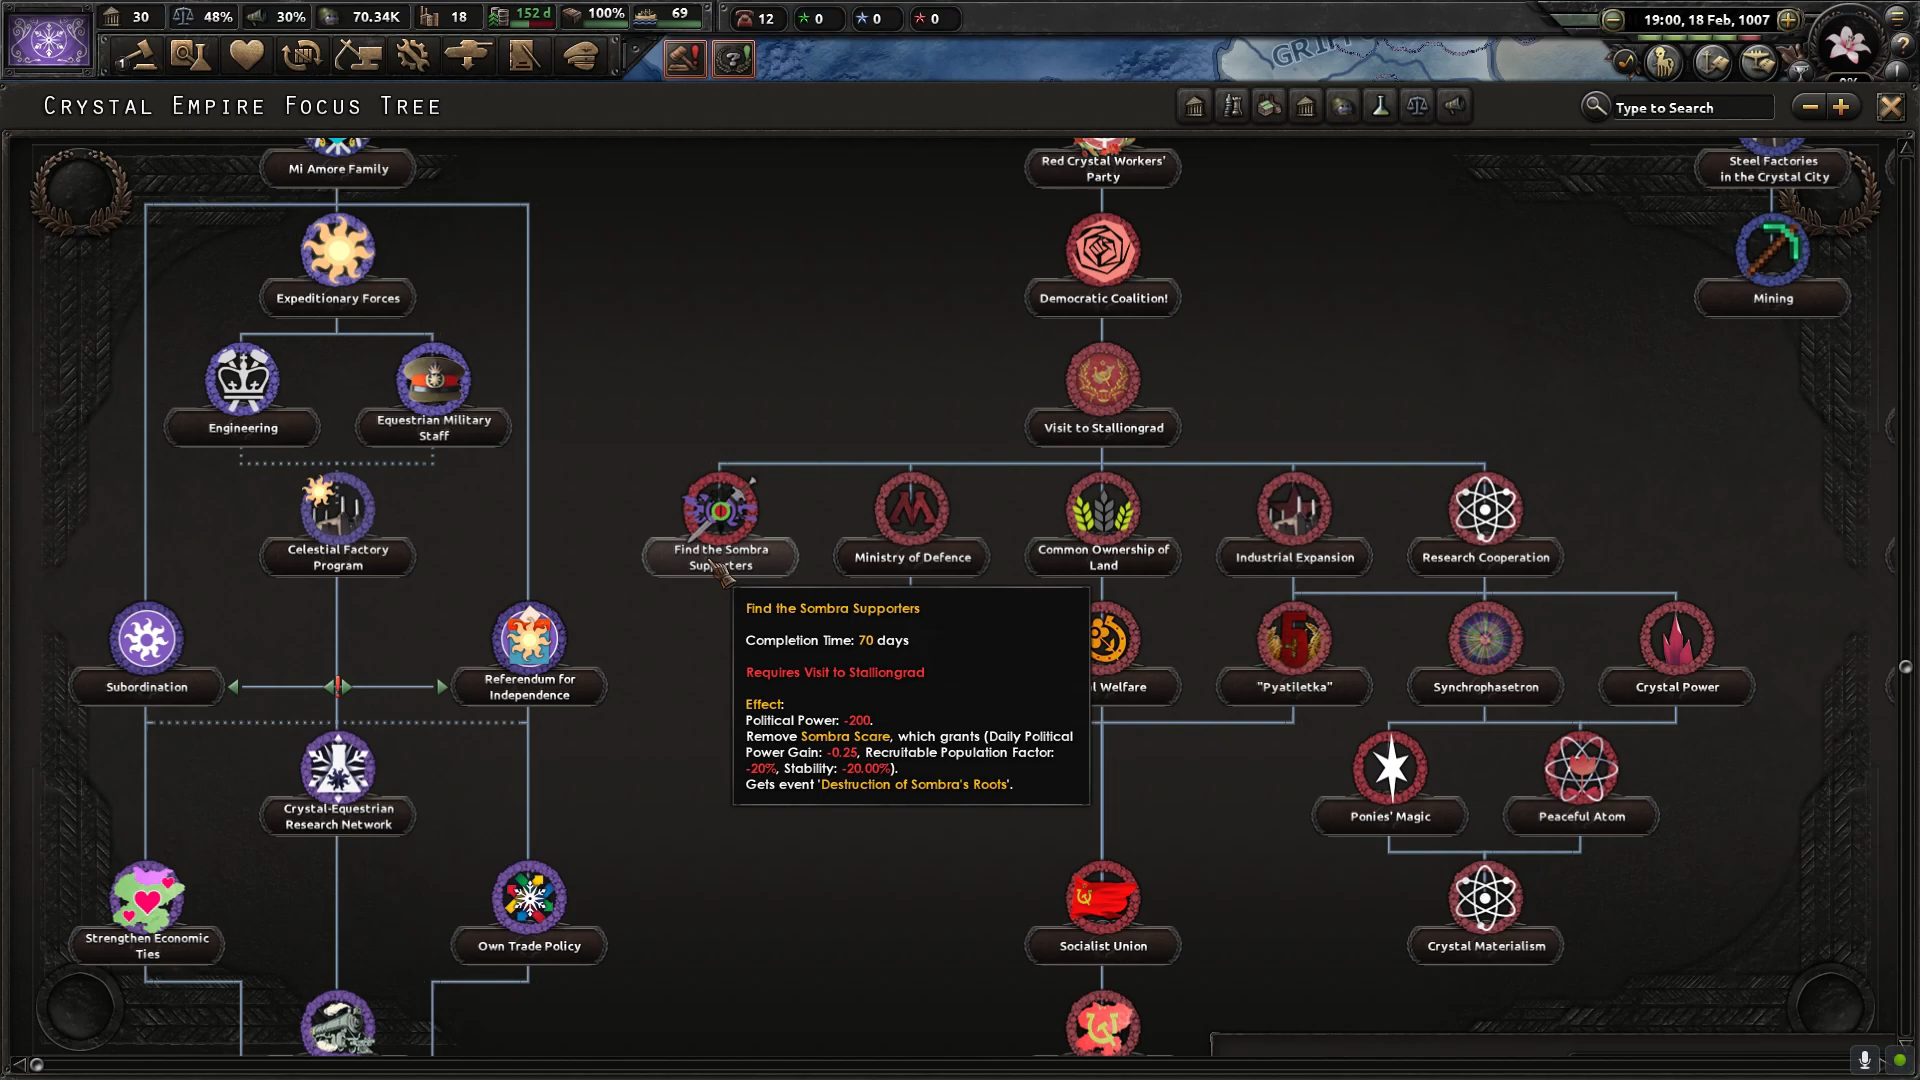 30
48%
30%
70.34K
18
152 d
100%
69
12
0
0
0
19:00, 18 Feb, 1007
1
GRIFF
0%
Crystal Empire Focus Tree
Type to Search
Mi Amore Family
Red Crystal Workers'
Party
Steel Factories
in the Crystal City
Expeditionary Forces
Democratic Coalition!
Mining
Engineering
Equestrian Military
Staff
Visit to Stalliongrad
Celestial Factory
Program
Find the Sombra
Supporters
Ministry of Defence
Common Ownership of
Land
Industrial Expansion
Research Cooperation
Find the Sombra Supporters
Completion Time: 70 days
Requires Visit to Stalliongrad
Effect:
Political Power: -200.
Remove Sombra Scare, which grants (Daily Political
Power Gain: -0.25, Recruitable Population Factor:
-20%, Stability: -20.00%).
Gets event 'Destruction of Sombra's Roots'.
Subordination
Referendum for
Independence
l Welfare
"Pyatiletka"
Synchrophasetron
Crystal Power
Crystal-Equestrian
Research Network
Ponies' Magic
Peaceful Atom
Strengthen Economic
Ties
Own Trade Policy
Socialist Union
Crystal Materialism